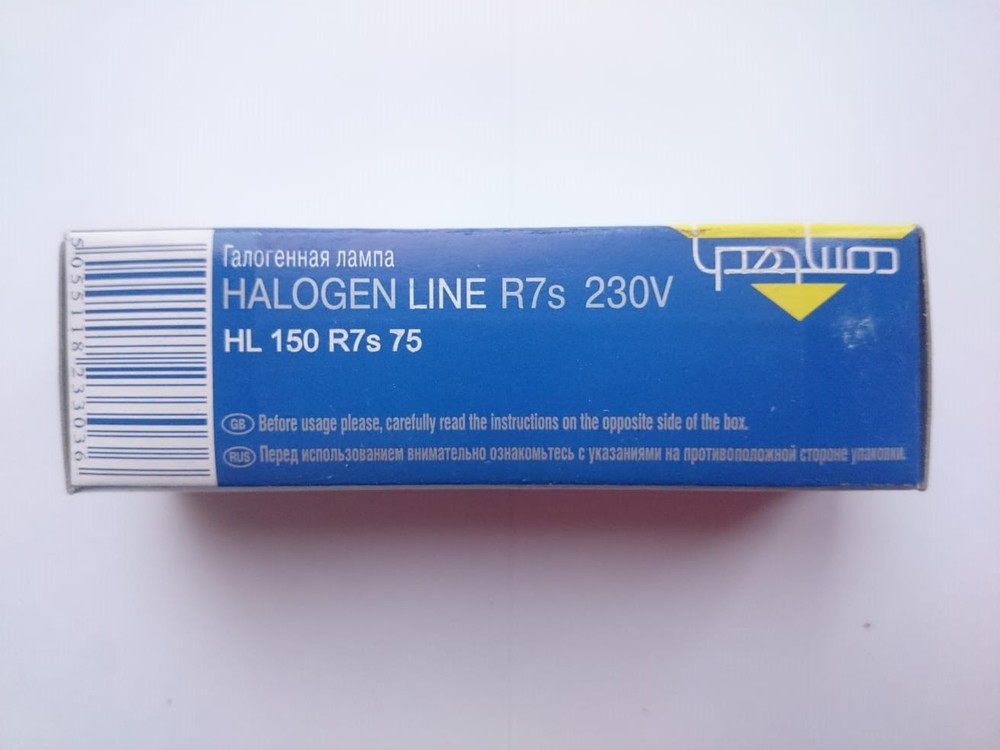 Галогенная лампа
HALOGEN LINE R7s 230V
HL 150 R7s 75
GB Before usage please, carefully read the instructions on the opposite side of the box.
RUS Перед использованием внимательно ознакомьтесь с указаниями на противоположной стороне упаковки.
5055118233036